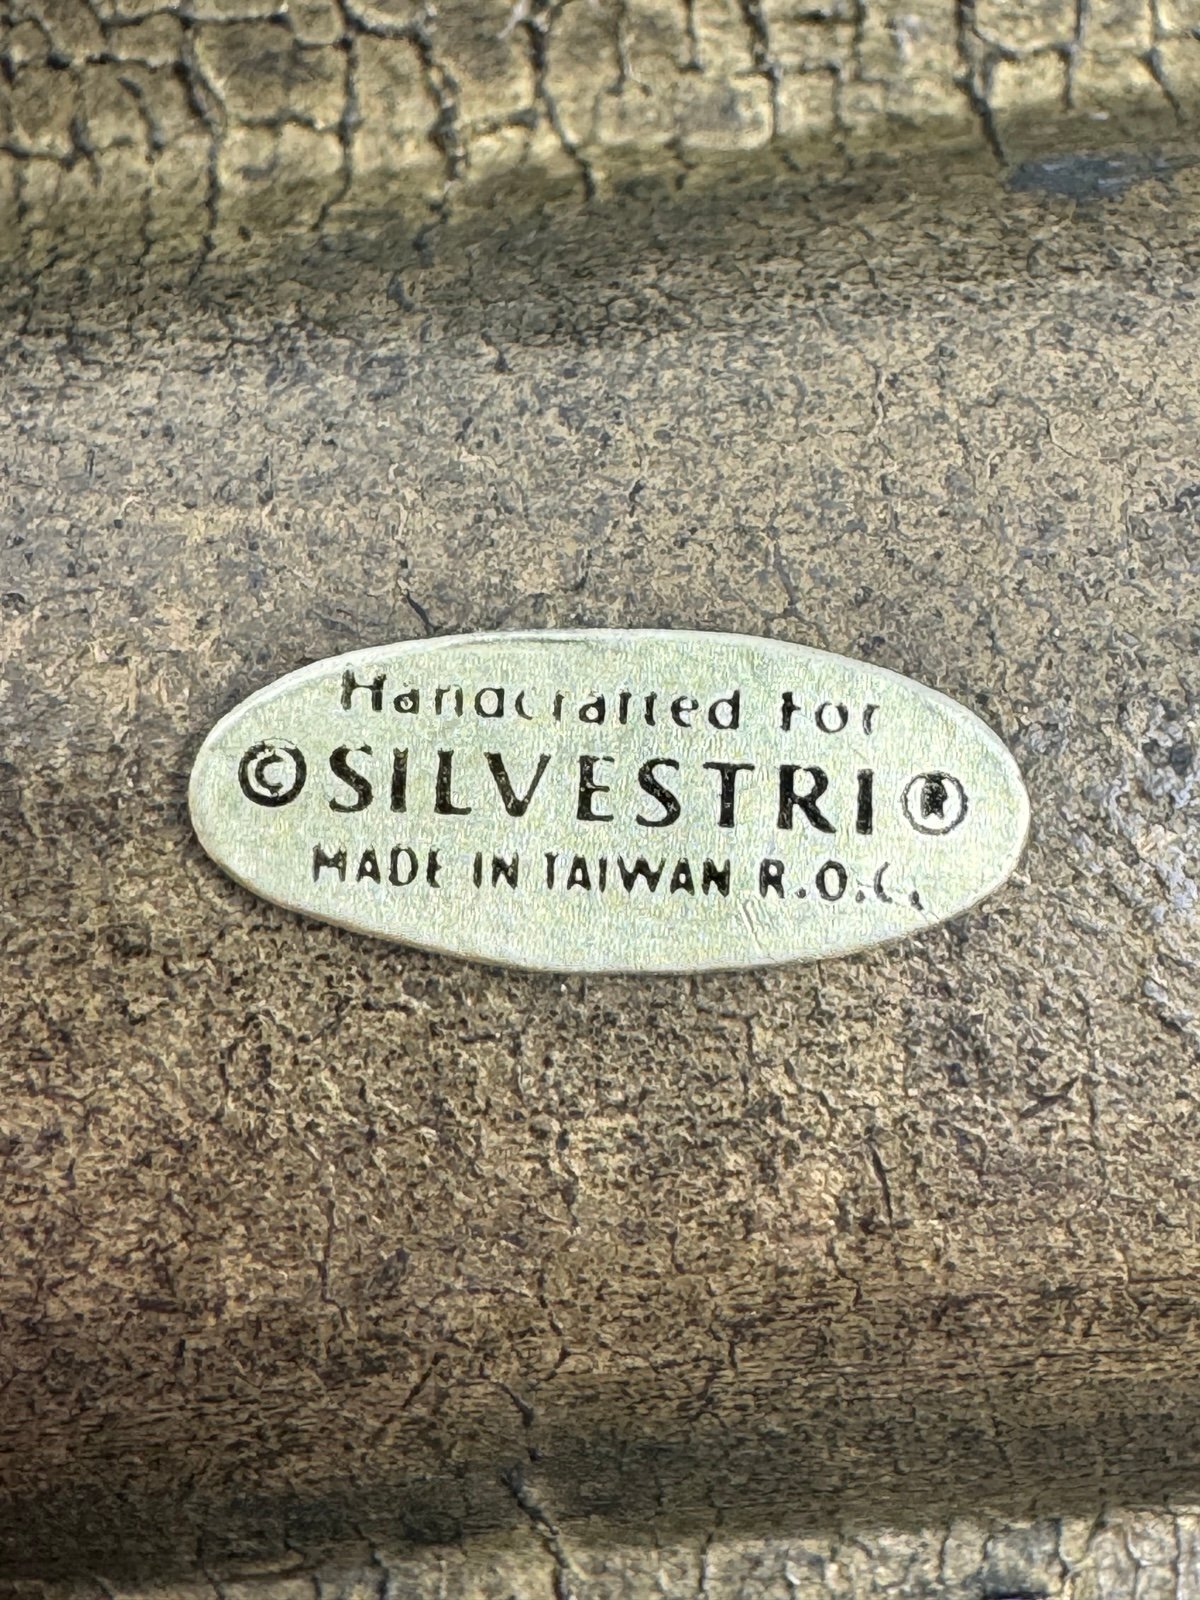 Handcrafted for
©SILVESTRI®
MADE IN TAIWAN R.O.C.